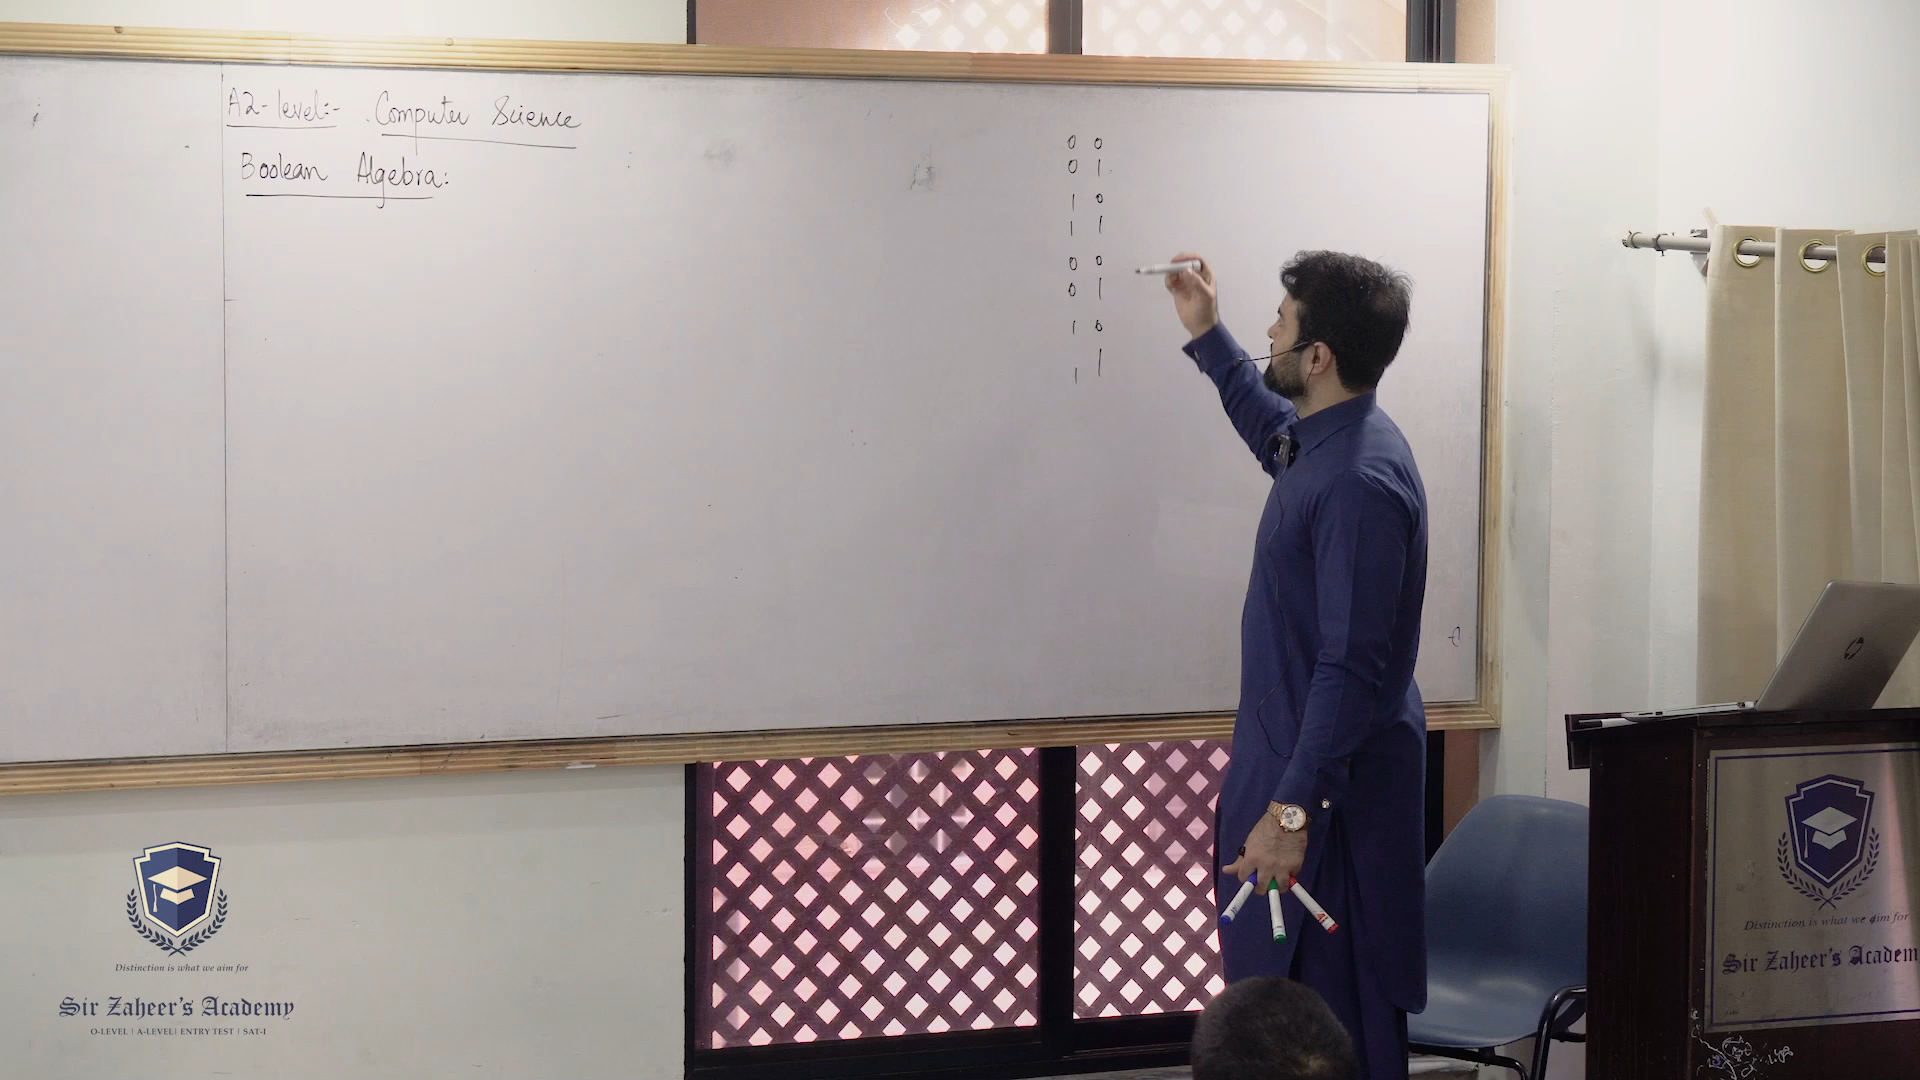 A2-level:- Computer Science
Boolean Algebra:
0 0
0 1
1 0
1 1
0 0
0 1
1 0
1 1
Distinction is what we aim for
Sir Zaheer's Academy
O-LEVEL | A-LEVEL | ENTRY TEST | SAT-I
hp
Distinction is what we aim for
Sir Zaheer's Academ